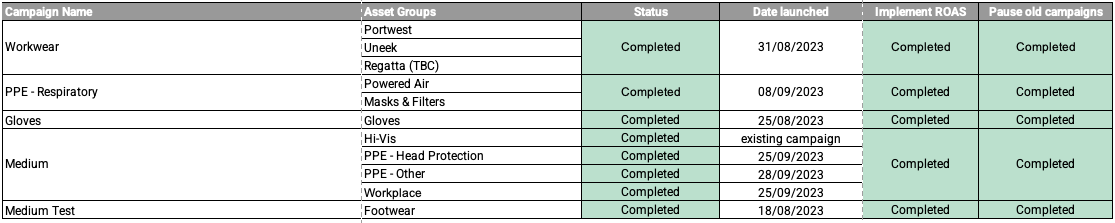 Campaign Name Asset Groups Status Date launched Implement ROAS Pause old campaigns
Portwest
Workwear Uneek Completed 31/08/2023 Completed Completed
Regatta (TBC)
Powered Air
PPE - Respiratory Completed 08/09/2023 Completed Completed
Masks & Filters
Gloves Gloves Completed 25/08/2023 Completed Completed
Hi-Vis Completed existing campaign
PPE - Head Protection Completed 25/09/2023
Medium Completed Completed
PPE - Other Completed 28/09/2023
Workplace Completed 25/09/2023
Medium Test Footwear Completed 18/08/2023 Completed Completed